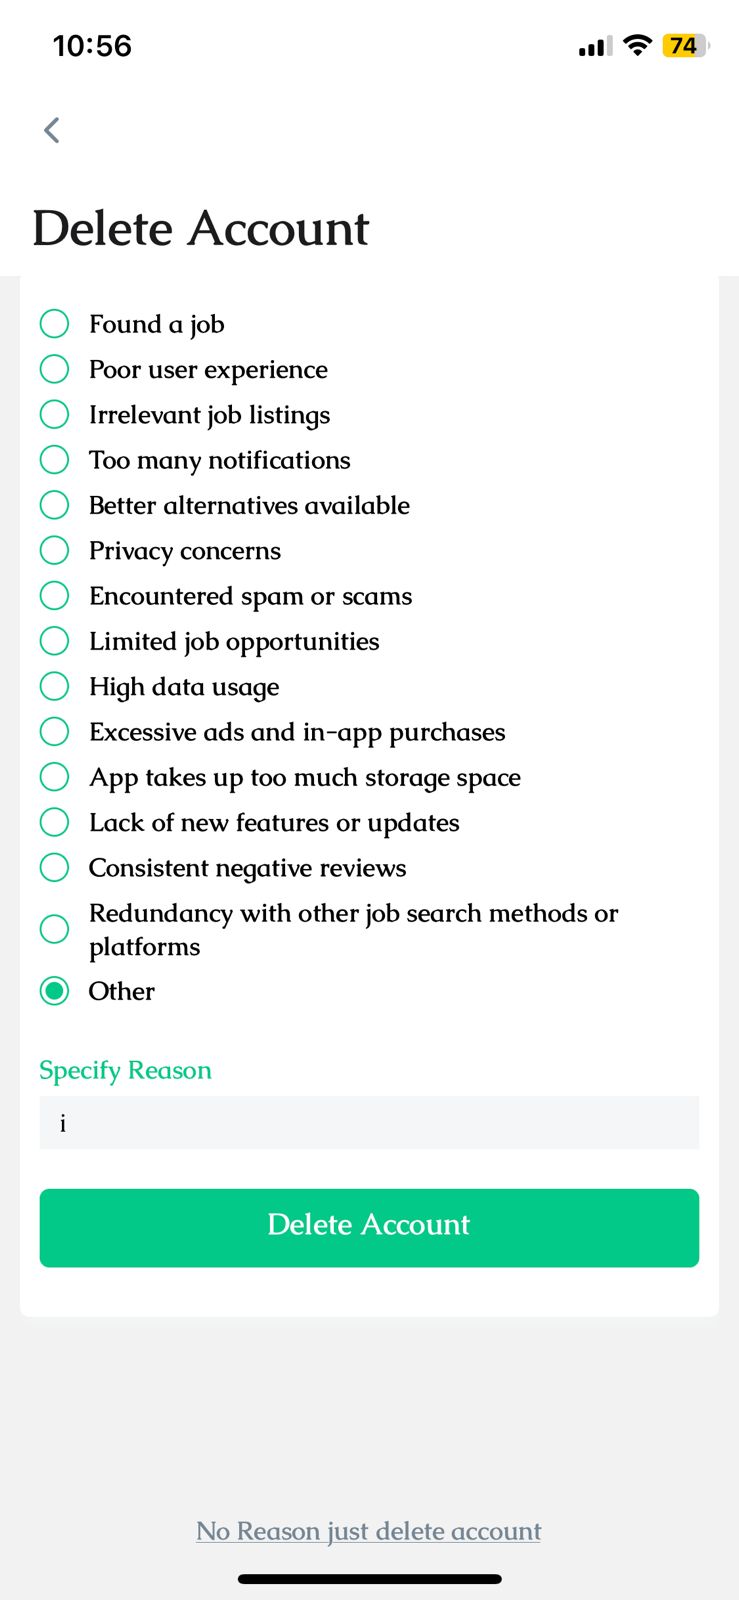 10:56
74
Delete Account
Found a job
Poor user experience
Irrelevant job listings
Too many notifications
Better alternatives available
Privacy concerns
Encountered spam or scams
Limited job opportunities
High data usage
Excessive ads and in-app purchases
App takes up too much storage space
Lack of new features or updates
Consistent negative reviews
Redundancy with other job search methods or
platforms
Other
Specify Reason
i
Delete Account
No Reason just delete account